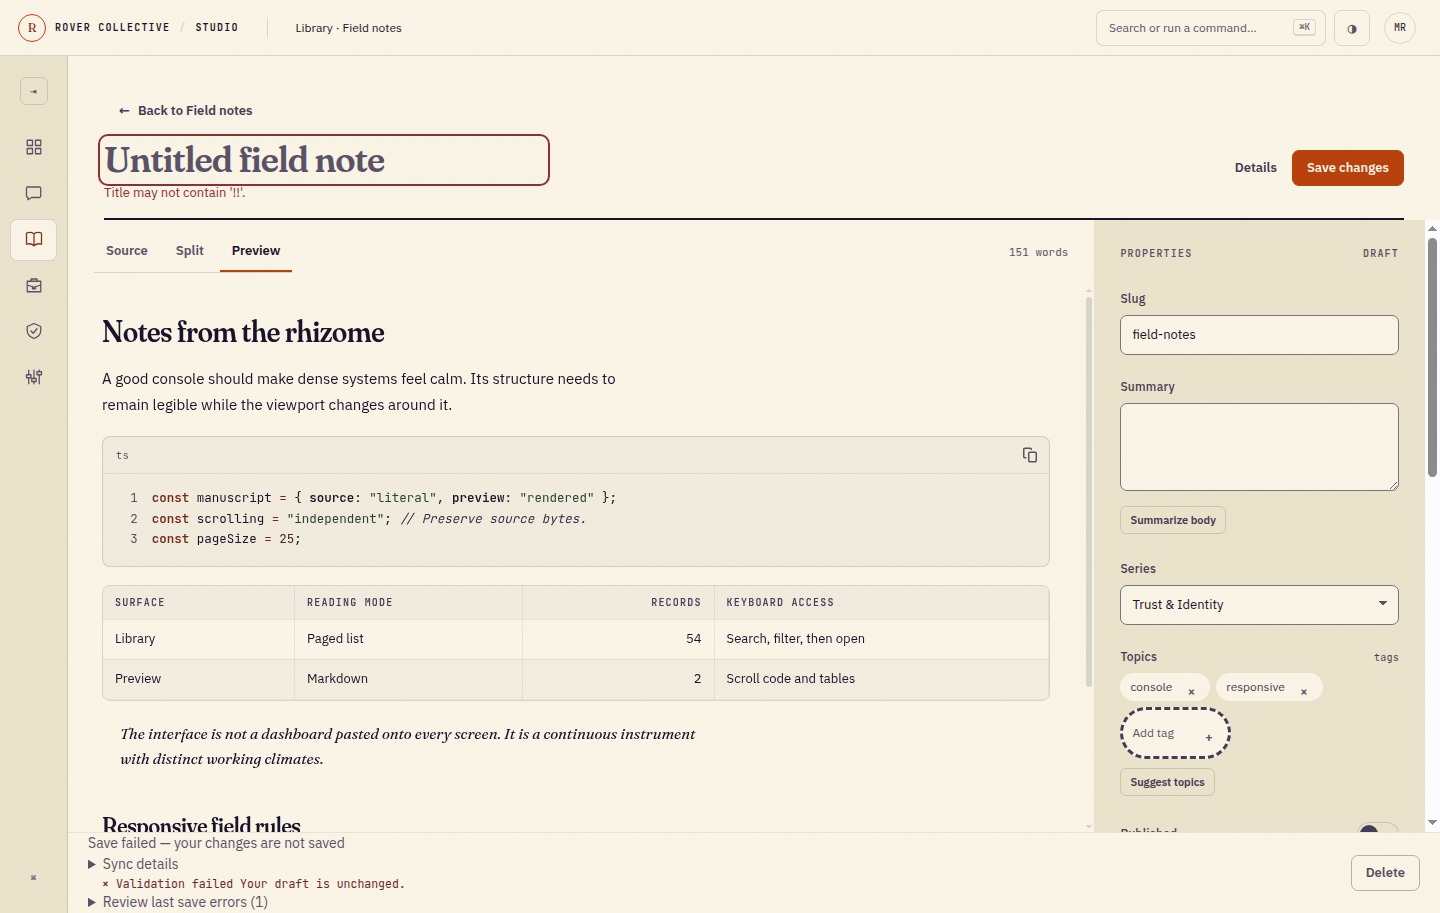 R ROVER COLLECTIVE / STUDIO
Library · Field notes
Search or run a command... ⌘K
MR
← Back to Field notes
Untitled field note
Title may not contain '!!'.
Details
Save changes
Source Split Preview
151 words
Notes from the rhizome
A good console should make dense systems feel calm. Its structure needs to
remain legible while the viewport changes around it.
ts
1 const manuscript = { source: "literal", preview: "rendered" };
2 const scrolling = "independent"; // Preserve source bytes.
3 const pageSize = 25;
SURFACE READING MODE RECORDS KEYBOARD ACCESS
Library Paged list 54 Search, filter, then open
Preview Markdown 2 Scroll code and tables
The interface is not a dashboard pasted onto every screen. It is a continuous instrument
with distinct working climates.
Responsive field rules
PROPERTIES DRAFT
Slug
field-notes
Summary
Summarize body
Series
Trust & Identity
Topics tags
console × responsive ×
Add tag +
Suggest topics
Published
Save failed — your changes are not saved
▶ Sync details
× Validation failed Your draft is unchanged.
▶ Review last save errors (1)
Delete
⌘